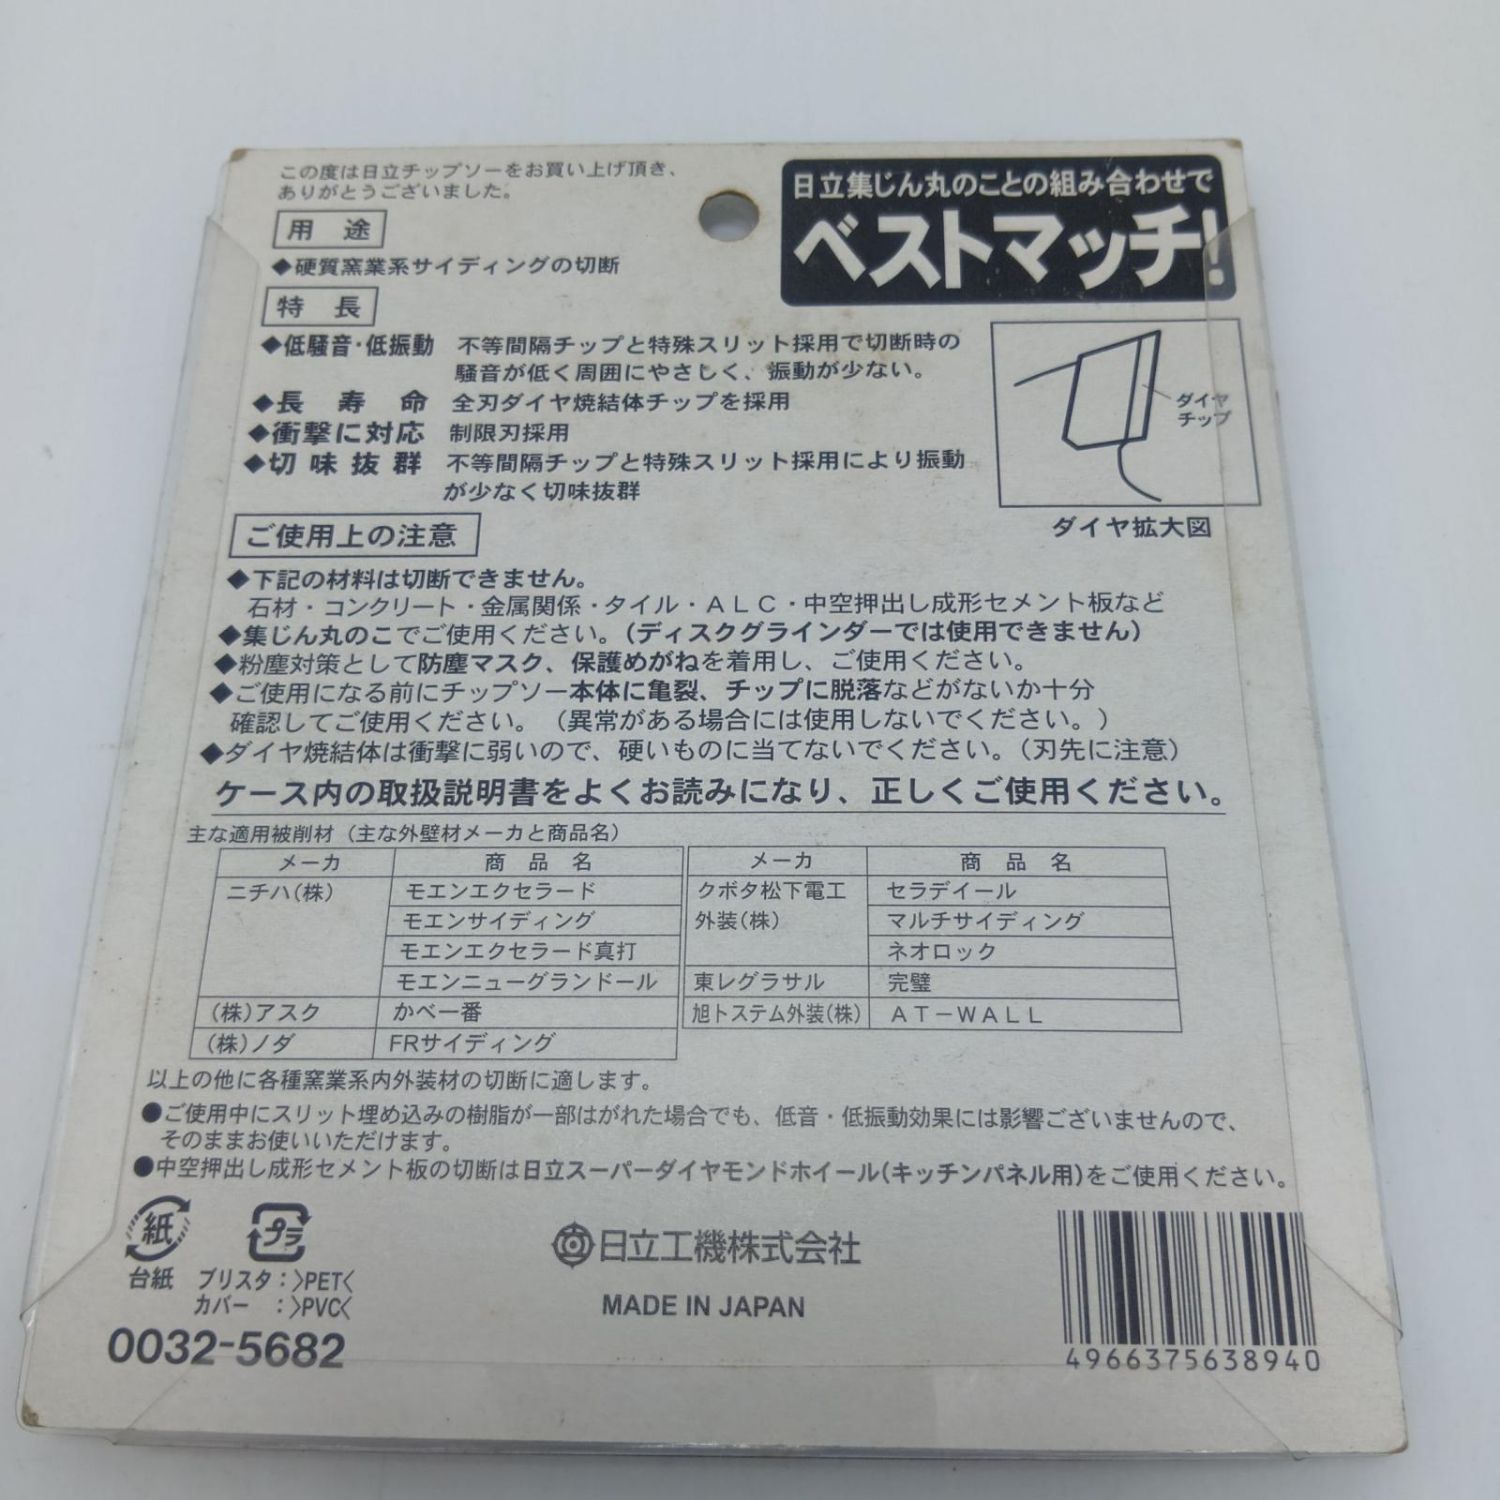 この度は日立チップソーをお買い上げ頂き、
ありがとうございました。
日立集じん丸のことの組み合わせで
ベストマッチ!
用 途
◆硬質窯業系サイディングの切断
特 長
◆低騒音・低振動 不等間隔チップと特殊スリット採用で切断時の
騒音が低く周囲にやさしく、振動が少ない。
◆長 寿 命 全刃ダイヤ焼結体チップを採用
◆衝撃に対応 制限刃採用
◆切 味 抜 群 不等間隔チップと特殊スリット採用により振動
が少なく切味抜群
ダイヤ
チップ
ダイヤ拡大図
ご使用上の注意
◆下記の材料は切断できません。
石材・コンクリート・金属関係・タイル・ALC・中空押出し成形セメント板など
◆集じん丸のこでご使用ください。(ディスクグラインダーでは使用できません)
◆粉塵対策として防塵マスク、保護めがねを着用し、ご使用ください。
◆ご使用になる前にチップソー本体に亀裂、チップに脱落などがないか十分
確認してご使用ください。(異常がある場合には使用しないでください。)
◆ダイヤ焼結体は衝撃に弱いので、硬いものに当てないでください。(刃先に注意)
ケース内の取扱説明書をよくお読みになり、正しくご使用ください。
主な適用被削材(主な外壁材メーカと商品名)
メーカ 商 品 名
ニチハ(株) モエンエクセラード
モエンサイディング
モエンエクセラード真打
モエンニューグランドール
(株)アスク かべ一番
(株)ノダ FRサイディング
メーカ 商 品 名
クボタ松下電工 セラデイール
外装(株) マルチサイディング
ネオロック
東レグラサル 完璧
旭トステム外装(株) AT-WALL
以上の他に各種窯業系内外装材の切断に適します。
●ご使用中にスリット埋め込みの樹脂が一部はがれた場合でも、低音・低振動効果には影響ございませんので、
そのままお使いいただけます。
●中空押出し成形セメント板の切断は日立スーパーダイヤモンドホイール(キッチンパネル用)をご使用ください。
紙
プラ
台紙 ブリスタ:>PET<
カバー :>PVC<
0032-5682
日立工機株式会社
MADE IN JAPAN
4966375638940